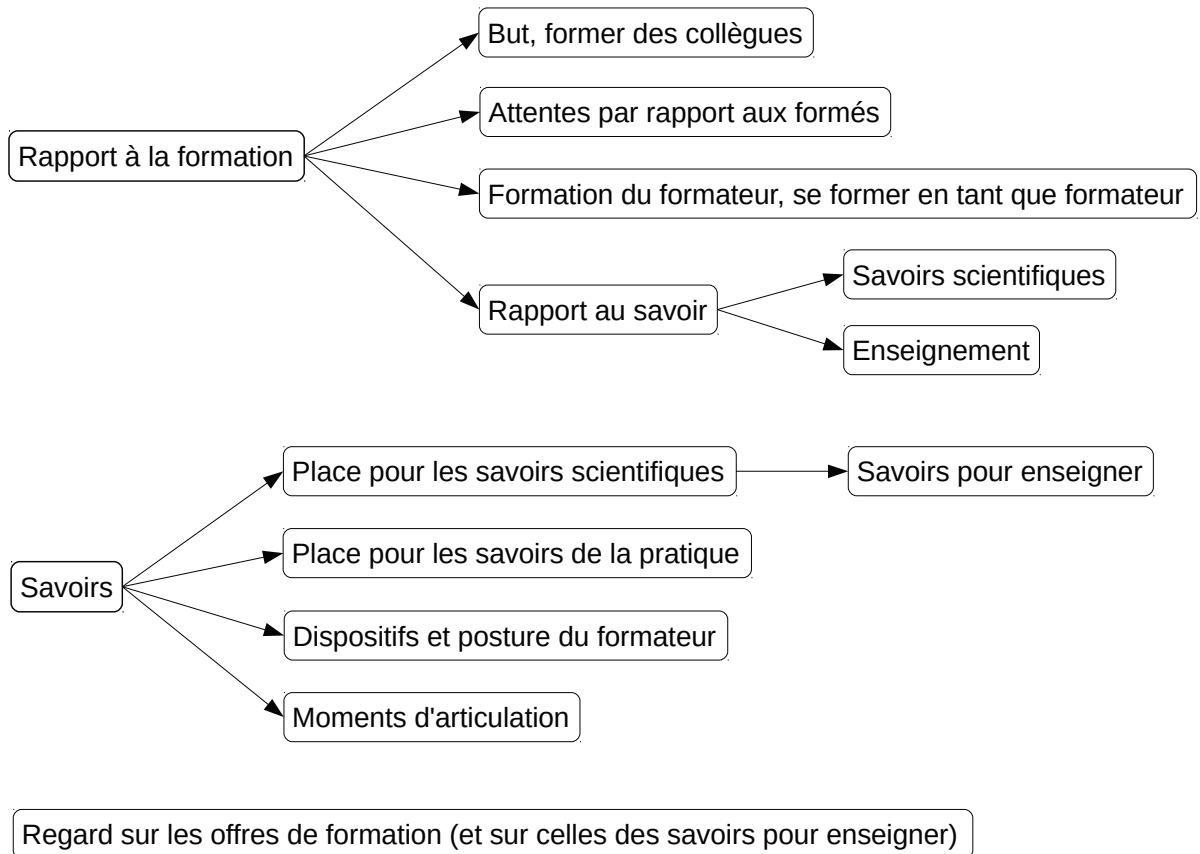 But, former des collègues
Attentes par rapport aux formés
Rapport à la formation
Formation du formateur, se former en tant que formateur
Savoirs scientifiques
Rapport au savoir
Enseignement
Place pour les savoirs scientifiques
Savoirs pour enseigner
Place pour les savoirs de la pratique
Savoirs
Dispositifs et posture du formateur
Moments d'articulation
Regard sur les offres de formation (et sur celles des savoirs pour enseigner)